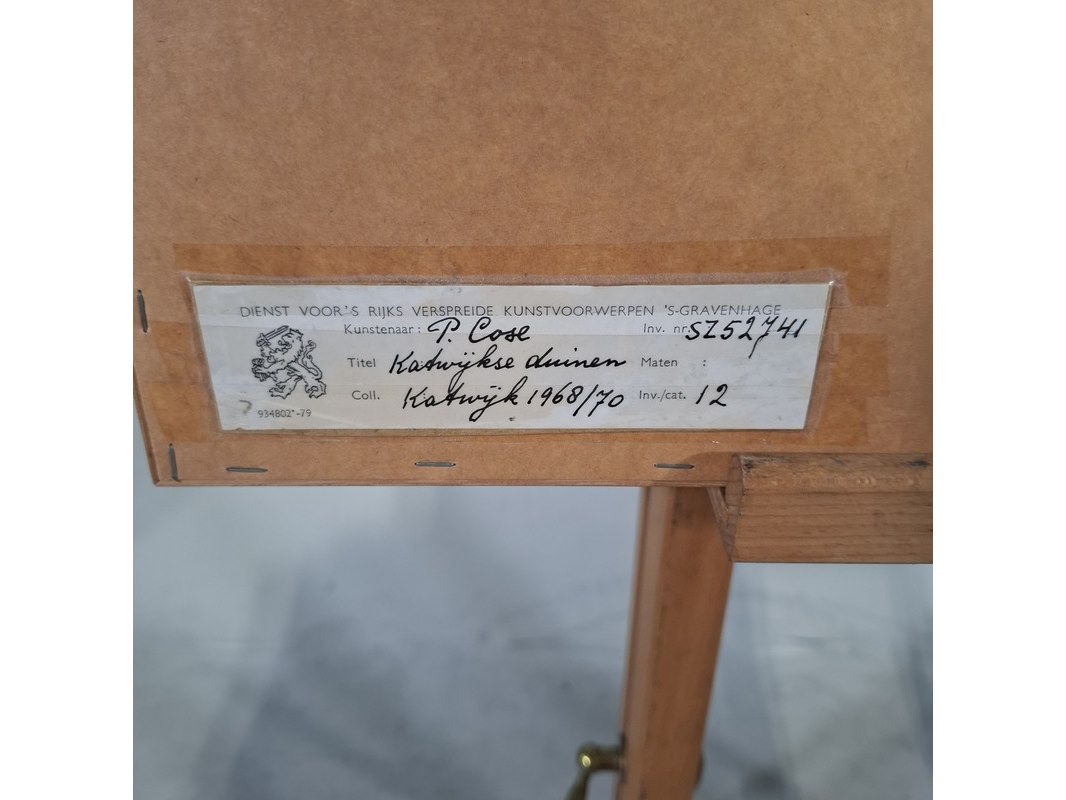 DIENST VOOR 'S RIJKS VERSPREIDE KUNSTVOORWERPEN 'S-GRAVENHAGE
Kunstenaar : P. Cose Inv. nr. SZ52741
Titel Katwijkse duinen Maten :
Coll. Katwijk 1968/70 Inv./cat. 12
934802*-79